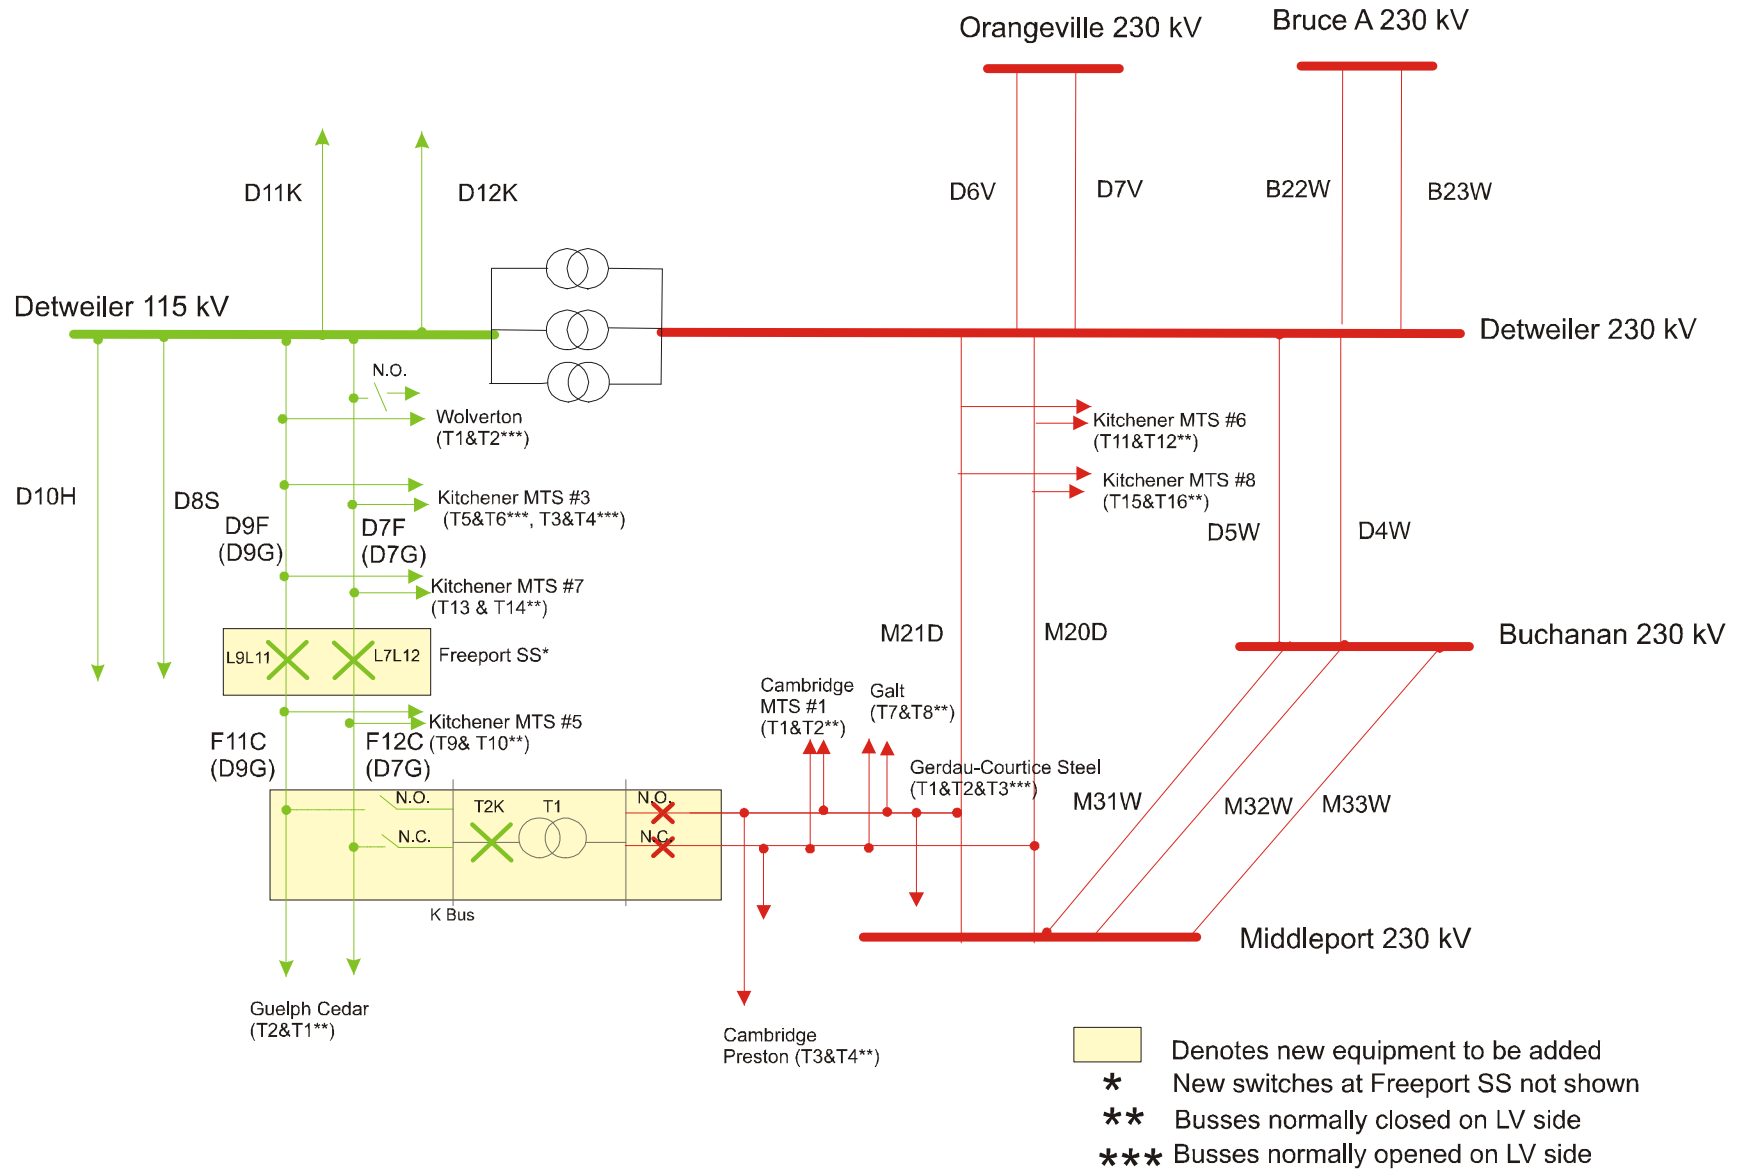 Orangeville 230 kV
Bruce A 230 kV
D11K
D12K
D6V
D7V
B22W
B23W
Detweiler 115 kV
Detweiler 230 kV
N.O.
Wolverton
(T1&T2***)
Kitchener MTS #6
(T11&T12**)
Kitchener MTS #8
(T15&T16**)
D10H
D8S
Kitchener MTS #3
(T5&T6***, T3&T4***)
D9F
(D9G)
D7F
(D7G)
D5W
D4W
Kitchener MTS #7
(T13 & T14**)
M21D
M20D
Buchanan 230 kV
L9L11
L7L12
Freeport SS*
Cambridge
MTS #1
(T1&T2**)
Galt
(T7&T8**)
Kitchener MTS #5
(T9& T10**)
F11C
(D9G)
F12C
(D7G)
Gerdau-Courtice Steel
(T1&T2&T3***)
N.O.
T2K
T1
N.O.
N.C.
N.C.
M31W
M32W
M33W
K Bus
Middleport 230 kV
Guelph Cedar
(T2&T1**)
Cambridge
Preston (T3&T4**)
Denotes new equipment to be added
* New switches at Freeport SS not shown
** Busses normally closed on LV side
*** Busses normally opened on LV side